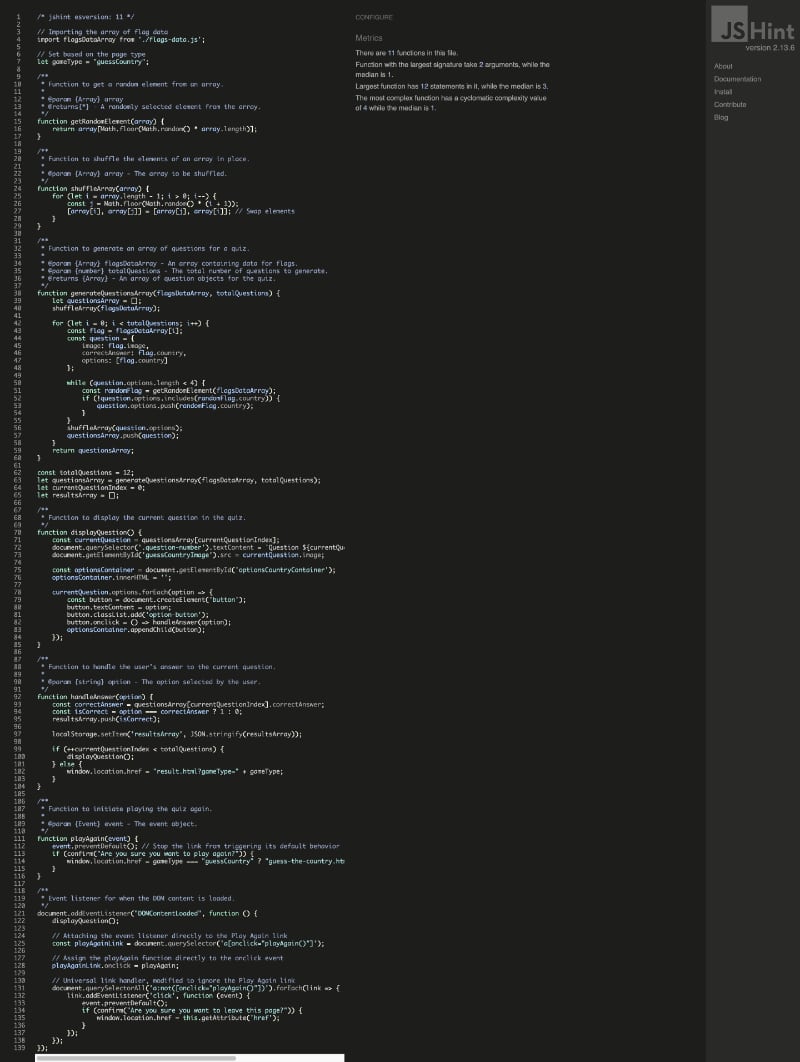 1 /* jshint esversion: 11 */
2
3 // Importing the array of flag data
4 import flagsDataArray from './flags-data.js';
5
6 // Set based on the page type
7 let gameType = "guessCountry";
8
9 /**
10 * Function to get a random element from an array.
11 *
12 * @param {Array} array
13 * @returns{*} - A randomly selected element from the array.
14 */
15 function getRandomElement(array) {
16 return array[Math.floor(Math.random() * array.length)];
17 }
18
19 /**
20 * Function to shuffle the elements of an array in place.
21 *
22 * @param {Array} array - The array to be shuffled.
23 */
24 function shuffleArray(array) {
25 for (let i = array.length - 1; i > 0; i--) {
26 const j = Math.floor(Math.random() * (i + 1));
27 [array[i], array[j]] = [array[j], array[i]]; // Swap elements
28 }
29 }
30
31 /**
32 * Function to generate an array of questions for a quiz.
33 *
34 * @param {Array} flagsDataArray - An array containing data for flags.
35 * @param {number} totalQuestions - The total number of questions to generate.
36 * @returns {Array} - An array of question objects for the quiz.
37 */
38 function generateQuestionsArray(flagsDataArray, totalQuestions) {
39 let questionsArray = [];
40 shuffleArray(flagsDataArray);
41
42 for (let i = 0; i < totalQuestions; i++) {
43 const flag = flagsDataArray[i];
44 const question = {
45 image: flag.image,
46 correctAnswer: flag.country,
47 options: [flag.country]
48 };
49
50 while (question.options.length < 4) {
51 const randomFlag = getRandomElement(flagsDataArray);
52 if (!question.options.includes(randomFlag.country)) {
53 question.options.push(randomFlag.country);
54 }
55 }
56 shuffleArray(question.options);
57 questionsArray.push(question);
58 }
59 return questionsArray;
60 }
61
62 const totalQuestions = 12;
63 let questionsArray = generateQuestionsArray(flagsDataArray, totalQuestions);
64 let currentQuestionIndex = 0;
65 let resultsArray = [];
66
67 /**
68 * Function to display the current question in the quiz.
69 */
70 function displayQuestion() {
71 const currentQuestion = questionsArray[currentQuestionIndex];
72 document.querySelector('.question-number').textContent = `Question ${currentQu
73 document.getElementById('guessCountryImage').src = currentQuestion.image;
74
75 const optionsContainer = document.getElementById('optionsCountryContainer');
76 optionsContainer.innerHTML = '';
77
78 currentQuestion.options.forEach(option => {
79 const button = document.createElement('button');
80 button.textContent = option;
81 button.classList.add('option-button');
82 button.onclick = () => handleAnswer(option);
83 optionsContainer.appendChild(button);
84 });
85 }
86
87 /**
88 * Function to handle the user's answer to the current question.
89 *
90 * @param {string} option - The option selected by the user.
91 */
92 function handleAnswer(option) {
93 const correctAnswer = questionsArray[currentQuestionIndex].correctAnswer;
94 const isCorrect = option === correctAnswer ? 1 : 0;
95 resultsArray.push(isCorrect);
96
97 localStorage.setItem('resultsArray', JSON.stringify(resultsArray));
98
99 if (++currentQuestionIndex < totalQuestions) {
100 displayQuestion();
101 } else {
102 window.location.href = "result.html?gameType=" + gameType;
103 }
104 }
105
106 /**
107 * Function to initiate playing the quiz again.
108 *
109 * @param {Event} event - The event object.
110 */
111 function playAgain(event) {
112 event.preventDefault(); // Stop the link from triggering its default behavior
113 if (confirm("Are you sure you want to play again?")) {
114 window.location.href = gameType === "guessCountry" ? "guess-the-country.htm
115 }
116 }
117
118 /**
119 * Event listener for when the DOM content is loaded.
120 */
121 document.addEventListener("DOMContentLoaded", function () {
122 displayQuestion();
123
124 // Attaching the event listener directly to the Play Again link
125 const playAgainLink = document.querySelector('a[onclick="playAgain()"]');
126
127 // Assign the playAgain function directly to the onclick event
128 playAgainLink.onclick = playAgain;
129
130 // Universal link handler, modified to ignore the Play Again link
131 document.querySelectorAll('a:not([onclick="playAgain()"])').forEach(link => {
132 link.addEventListener('click', function (event) {
133 event.preventDefault();
134 if (confirm("Are you sure you want to leave this page?")) {
135 window.location.href = this.getAttribute('href');
136 }
137 });
138 });
139 });
CONFIGURE
Metrics
There are 11 functions in this file.
Function with the largest signature take 2 arguments, while the
median is 1.
Largest function has 12 statements in it, while the median is 3.
The most complex function has a cyclomatic complexity value
of 4 while the median is 1.
JSHint
version 2.13.6
About
Documentation
Install
Contribute
Blog